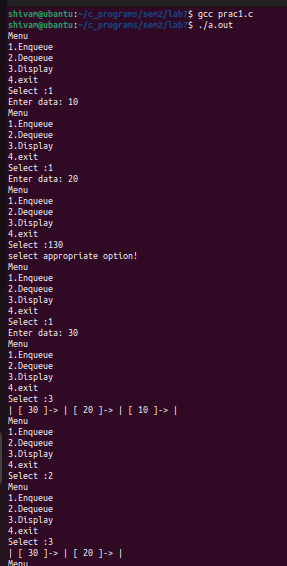 shivam@ubantu:~/c_programs/sem2/lab7$ gcc prac1.c
shivam@ubantu:~/c_programs/sem2/lab7$ ./a.out
Menu
1.Enqueue
2.Dequeue
3.Display
4.exit
Select :1
Enter data: 10
Menu
1.Enqueue
2.Dequeue
3.Display
4.exit
Select :1
Enter data: 20
Menu
1.Enqueue
2.Dequeue
3.Display
4.exit
Select :130
select appropriate option!
Menu
1.Enqueue
2.Dequeue
3.Display
4.exit
Select :1
Enter data: 30
Menu
1.Enqueue
2.Dequeue
3.Display
4.exit
Select :3
| [ 30 ]-> | [ 20 ]-> | [ 10 ]-> |
Menu
1.Enqueue
2.Dequeue
3.Display
4.exit
Select :2
Menu
1.Enqueue
2.Dequeue
3.Display
4.exit
Select :3
| [ 30 ]-> | [ 20 ]-> |
Menu